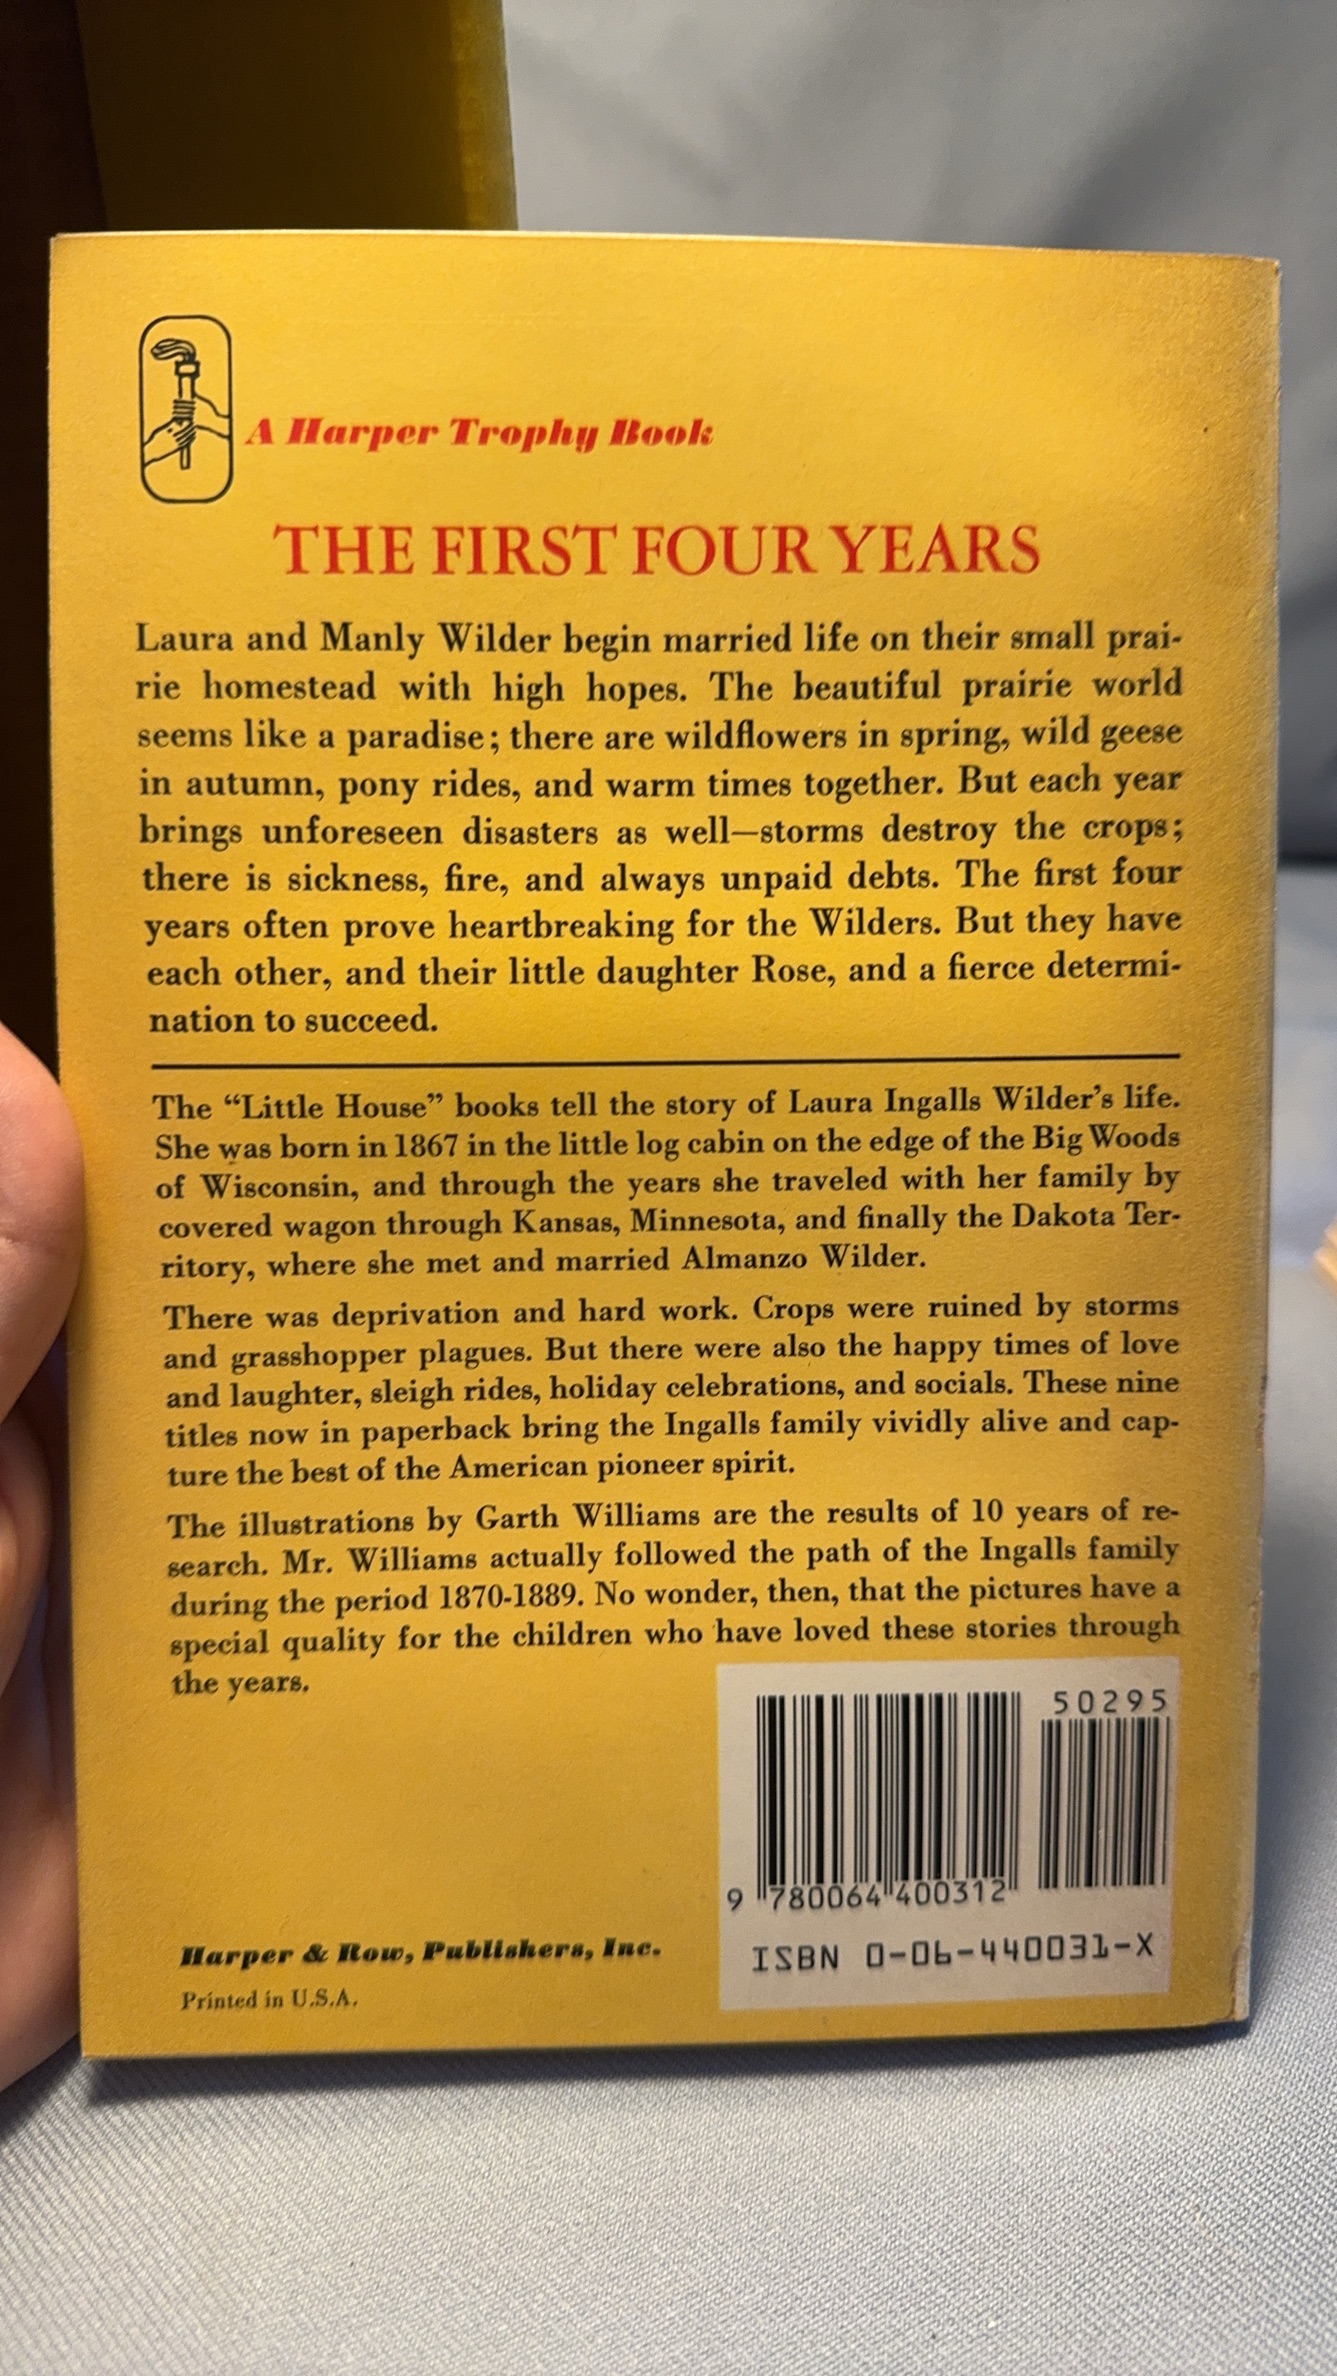 A Harper Trophy Book
THE FIRST FOUR YEARS
Laura and Manly Wilder begin married life on their small prai-
rie homestead with high hopes. The beautiful prairie world
seems like a paradise; there are wildflowers in spring, wild geese
in autumn, pony rides, and warm times together. But each year
brings unforeseen disasters as well—storms destroy the crops;
there is sickness, fire, and always unpaid debts. The first four
years often prove heartbreaking for the Wilders. But they have
each other, and their little daughter Rose, and a fierce determi-
nation to succeed.
The “Little House” books tell the story of Laura Ingalls Wilder’s life.
She was born in 1867 in the little log cabin on the edge of the Big Woods
of Wisconsin, and through the years she traveled with her family by
covered wagon through Kansas, Minnesota, and finally the Dakota Ter-
ritory, where she met and married Almanzo Wilder.
There was deprivation and hard work. Crops were ruined by storms
and grasshopper plagues. But there were also the happy times of love
and laughter, sleigh rides, holiday celebrations, and socials. These nine
titles now in paperback bring the Ingalls family vividly alive and cap-
ture the best of the American pioneer spirit.
The illustrations by Garth Williams are the results of 10 years of re-
search. Mr. Williams actually followed the path of the Ingalls family
during the period 1870-1889. No wonder, then, that the pictures have a
special quality for the children who have loved these stories through
the years.
50295
9 780064 400312
ISBN 0-06-440031-X
Harper & Row, Publishers, Inc.
Printed in U.S.A.